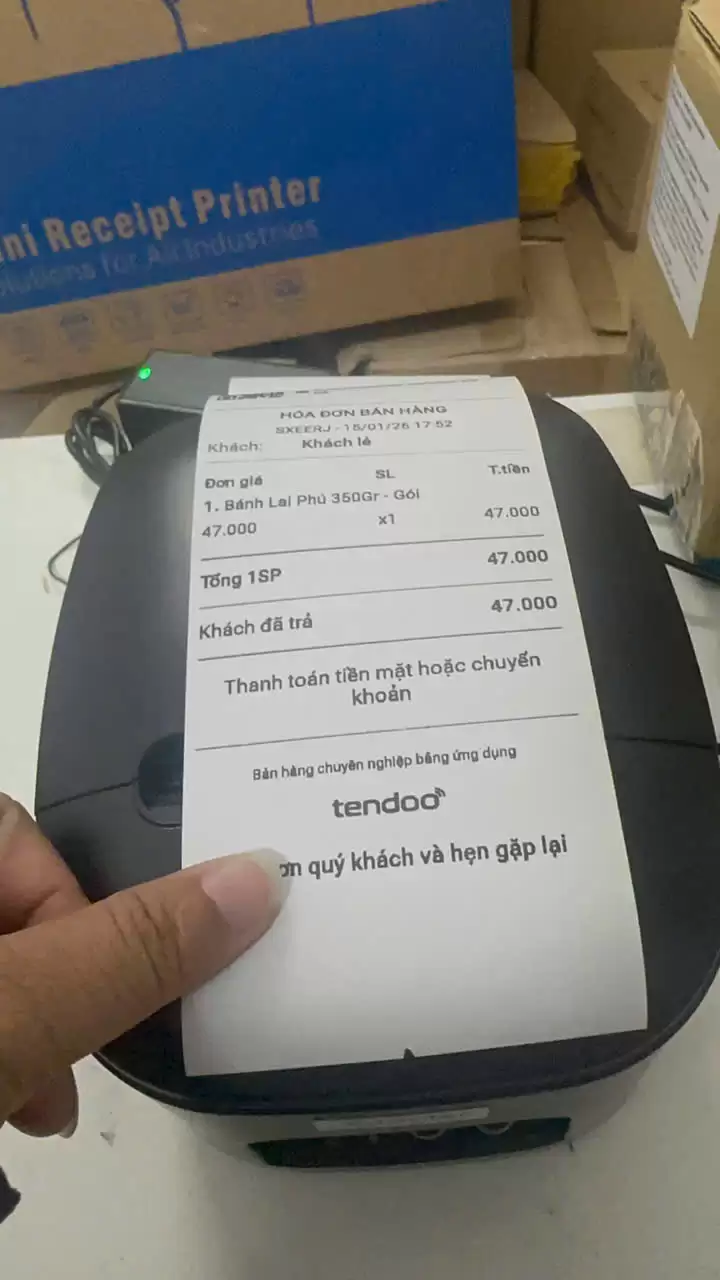 ni Receipt Printer
olutions for All Industries
HÓA ĐƠN BÁN HÀNG
SXEERJ - 15/01/26 17:52
Khách: Khách lẻ
Đơn giá SL T.tiền
1. Bánh Lai Phú 350Gr - Gói
47.000 x1 47.000
Tổng 1SP 47.000
Khách đã trả 47.000
Thanh toán tiền mặt hoặc chuyển
khoản
Bán hàng chuyên nghiệp bằng ứng dụng
tendoo
ơn quý khách và hẹn gặp lại